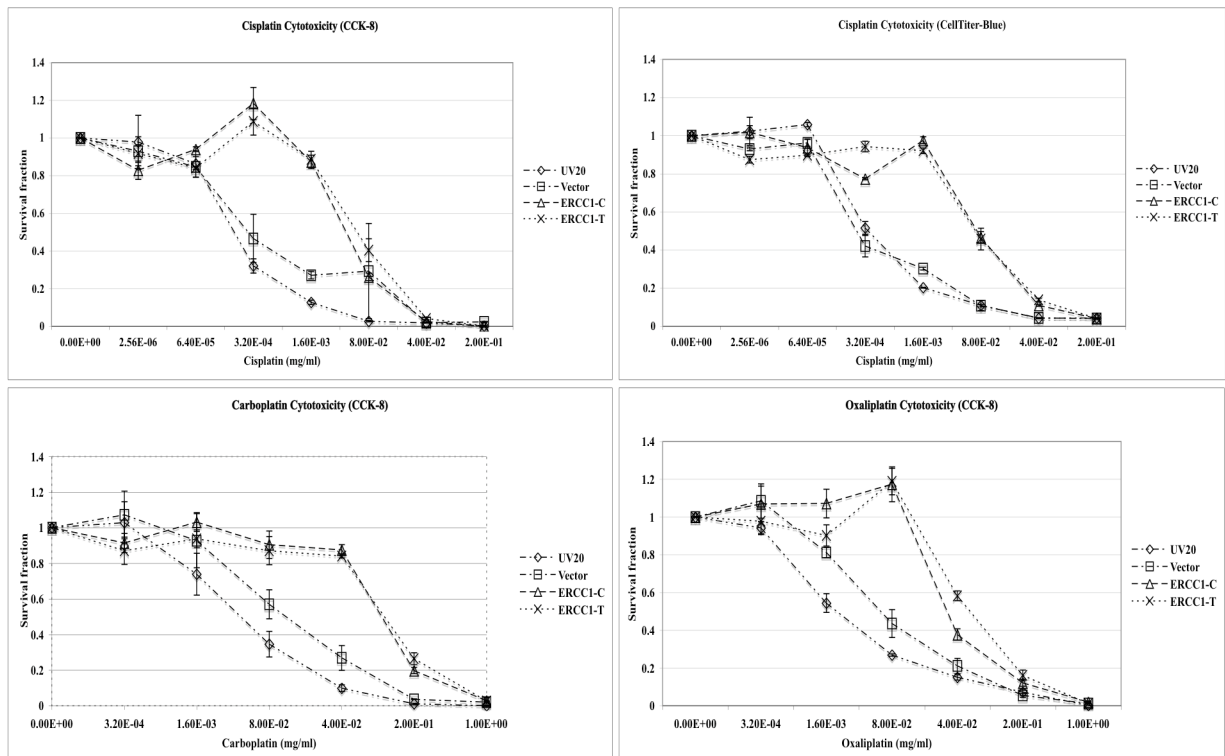 Cisplatin Cytotoxicity (CCK-8)
1.4
1.2
1
0.8
0.6
0.4
0.2
0
Survival fraction
0.00E+00 2.56E-06 6.40E-05 3.20E-04 1.60E-03 8.00E-02 4.00E-02 2.00E-01
Cisplatin (mg/ml)
UV20
Vector
ERCC1-C
ERCC1-T
Cisplatin Cytotoxicity (CellTiter-Blue)
1.4
1.2
1
0.8
0.6
0.4
0.2
0
Survival fraction
0.00E+00 2.56E-06 6.40E-05 3.20E-04 1.60E-03 8.00E-02 4.00E-02 2.00E-01
Cisplatin (mg/ml)
UV20
Vector
ERCC1-C
ERCC1-T
Carboplatin Cytotoxicity (CCK-8)
1.4
1.2
1
0.8
0.6
0.4
0.2
0
Survival fraction
0.00E+00 3.20E-04 1.60E-03 8.00E-02 4.00E-02 2.00E-01 1.00E+00
Carboplatin (mg/ml)
UV20
Vector
ERCC1-C
ERCC1-T
Oxaliplatin Cytotoxicity (CCK-8)
1.4
1.2
1
0.8
0.6
0.4
0.2
0
Survival fraction
0.00E+00 3.20E-04 1.60E-03 8.00E-02 4.00E-02 2.00E-01 1.00E+00
Oxaliplatin (mg/ml)
UV20
Vector
ERCC1-C
ERCC1-T